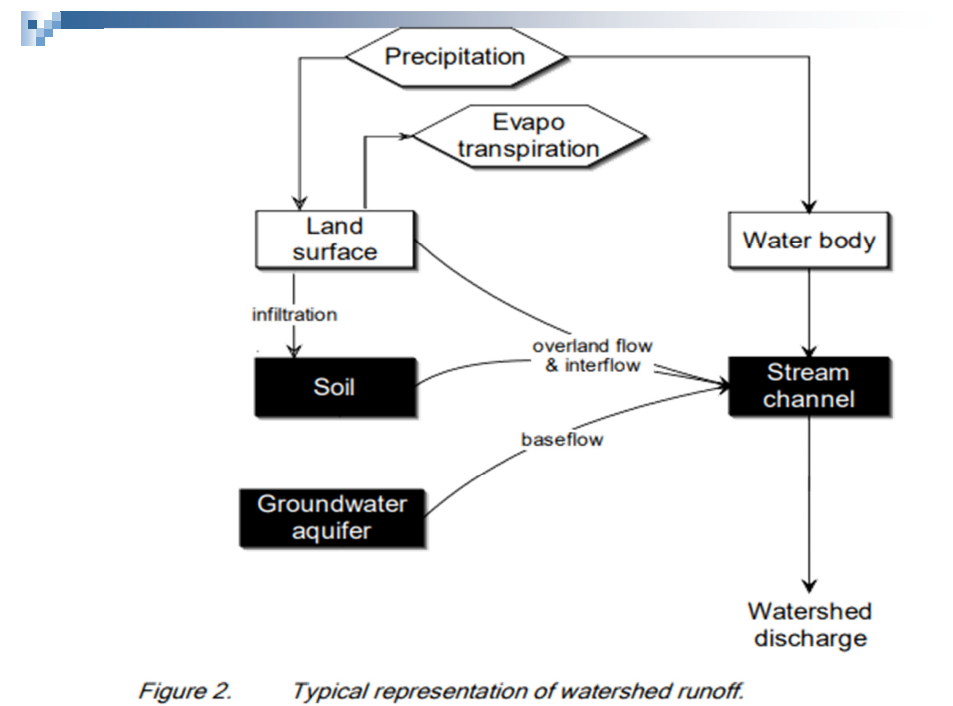 Precipitation
Evapo
transpiration
Land
surface
Water body
infiltration
overland flow
& interflow
Soil
Stream
channel
baseflow
Groundwater
aquifer
Watershed
discharge
Figure 2. Typical representation of watershed runoff.